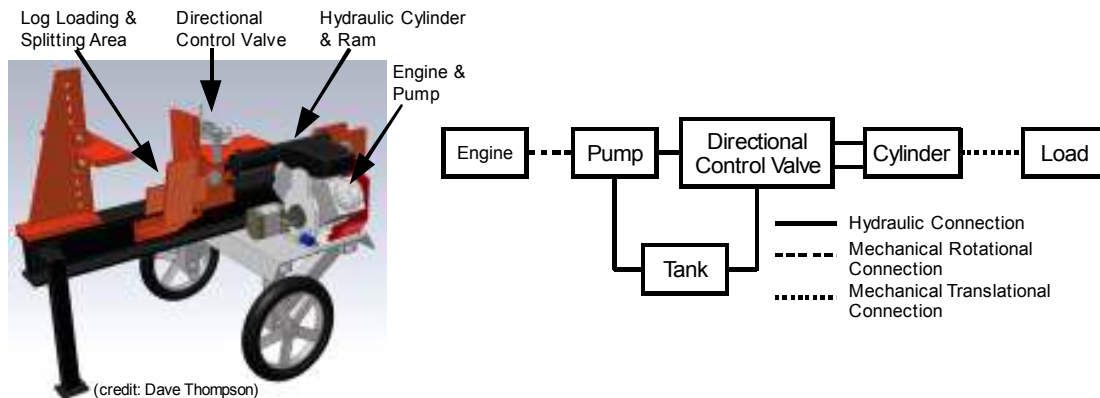 Log Loading &
Splitting Area
Directional
Control Valve
Hydraulic Cylinder
& Ram
Engine &
Pump
(credit: Dave Thompson)
Engine
Pump
Directional
Control Valve
Cylinder
Load
Tank
Hydraulic Connection
Mechanical Rotational
Connection
Mechanical Translational
Connection